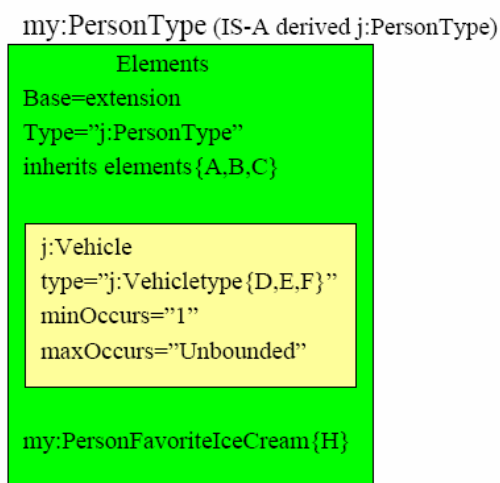 my:PersonType (IS-A derived j:PersonType)
Elements
Base=extension
Type=”j:PersonType”
inherits elements{A,B,C}
j:Vehicle
type=”j:Vehicletype{D,E,F}”
minOccurs=”1”
maxOccurs=”Unbounded”
my:PersonFavoriteIceCream{H}